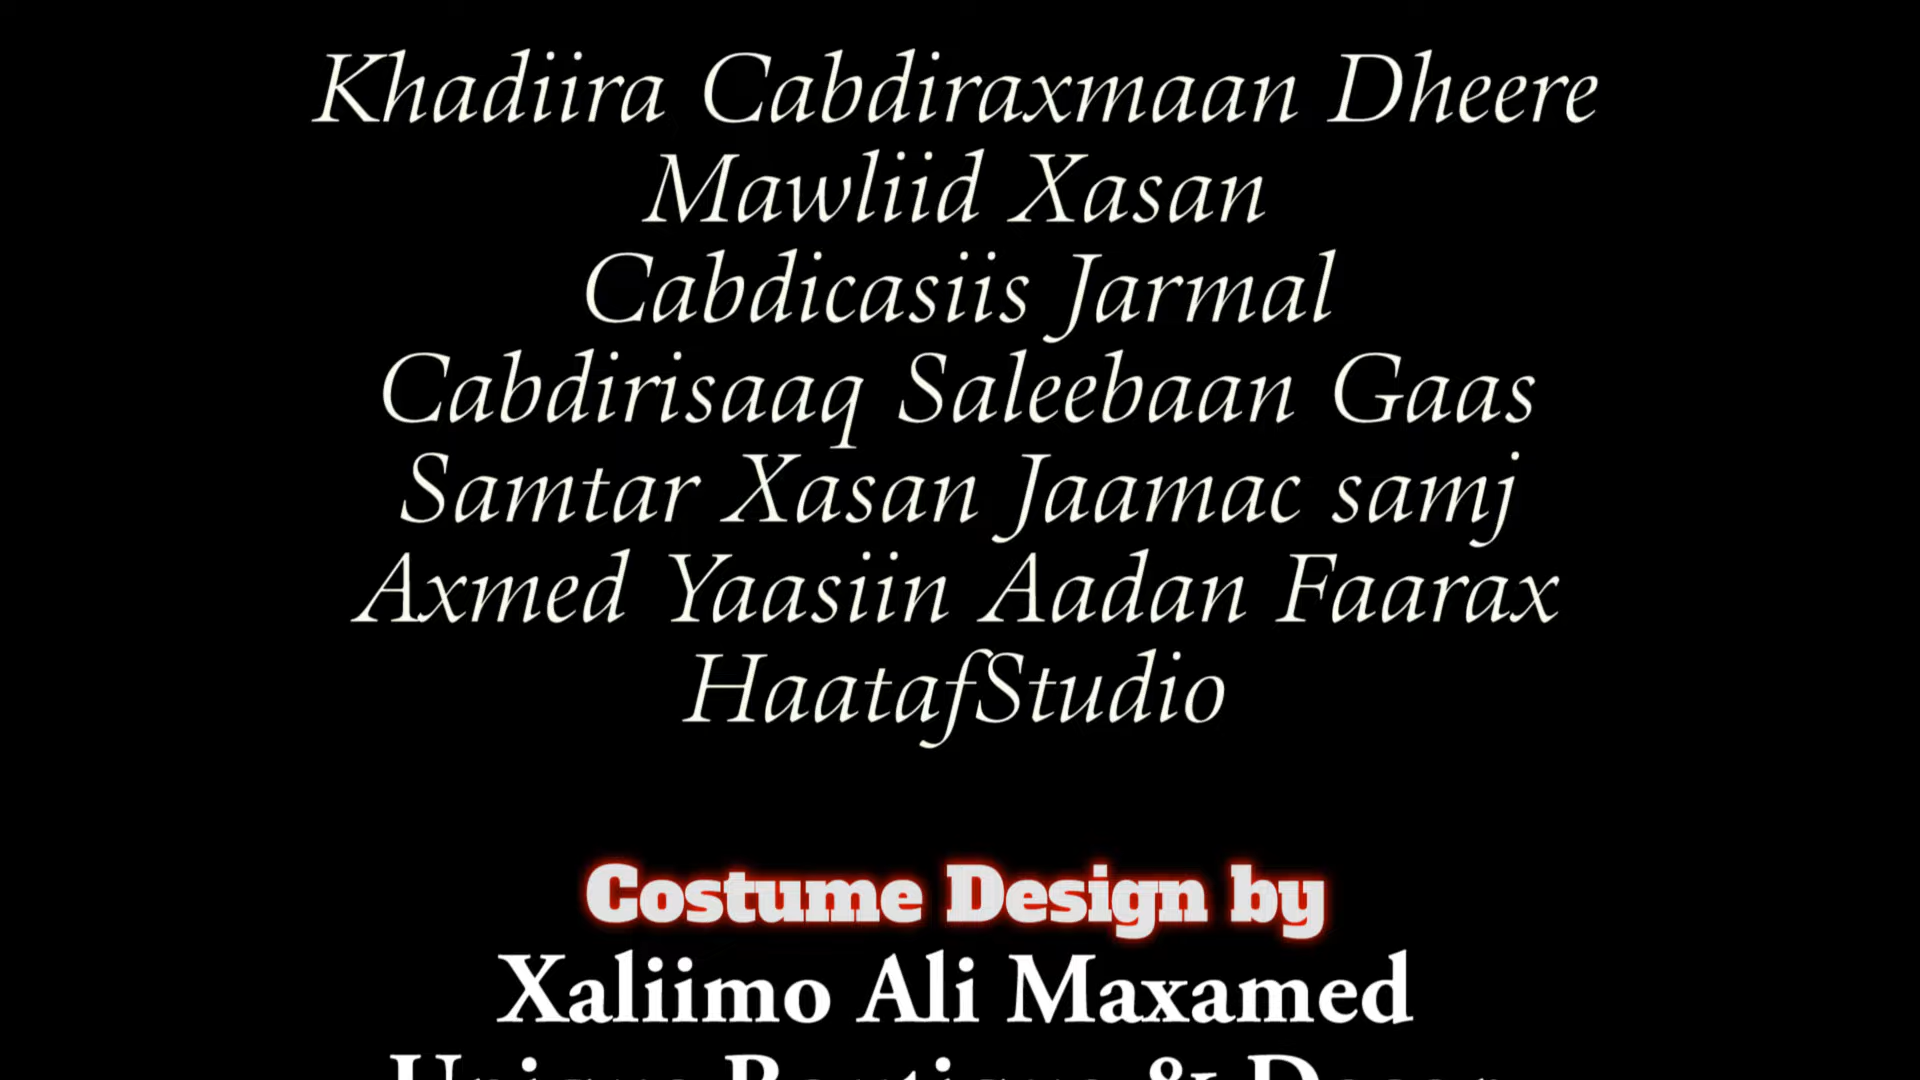 Khadiira Cabdiraxmaan Dheere
Mawliid Xasan
Cabdicasiis Jarmal
Cabdirisaaq Saleebaan Gaas
Samtar Xasan Jaamac samj
Axmed Yaasiin Aadan Faarax
HaatafStudio
Costume Design by
Xaliimo Ali Maxamed